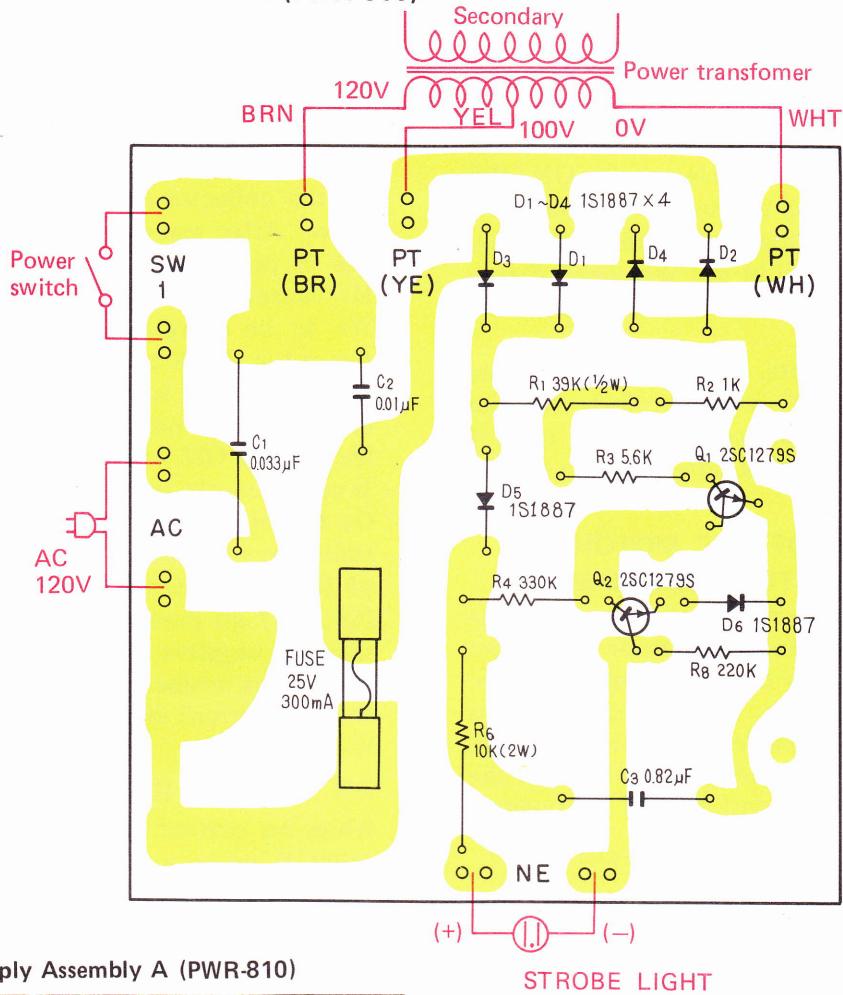 Secondary
Power transfomer
120V
BRN
YEL
100V
0V
WHT
D1~D4 1S1887×4
SW
1
PT
(BR)
PT
(YE)
D3
D1
D4
D2
PT
(WH)
Power
switch
C2
0.01µF
R1 39K(½W)
R2 1K
C1
0.033µF
R3 5.6K
Q1 2SC1279S
D5
1S1887
AC
AC
120V
R4 330K
Q2 2SC1279S
D6 1S1887
FUSE
25V
300mA
R8 220K
R6
10K(2W)
C3 0.82µF
NE
(+)
(−)
ply Assembly A (PWR-810)
STROBE LIGHT